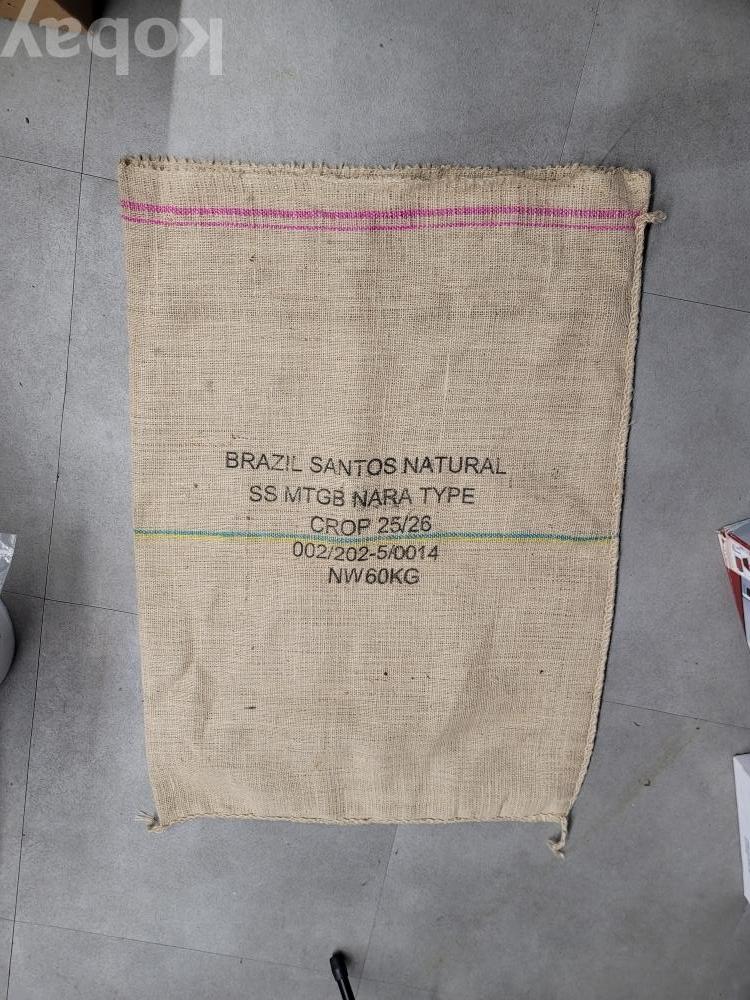 kobay
BRAZIL SANTOS NATURAL
SS MTGB NARA TYPE
CROP 25/26
002/202-5/0014
NW60KG